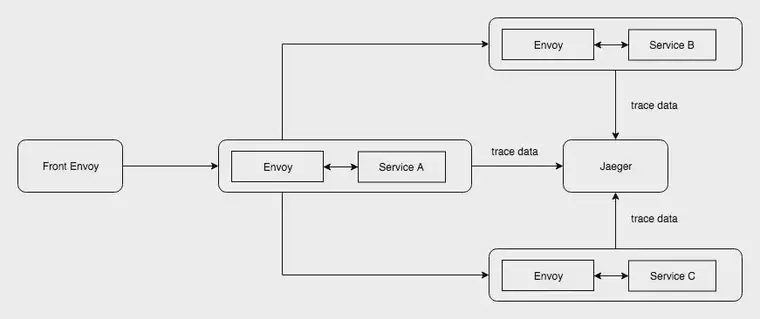 Envoy
Service B
trace data
Front Envoy
Envoy
Service A
trace data
Jaeger
trace data
Envoy
Service C